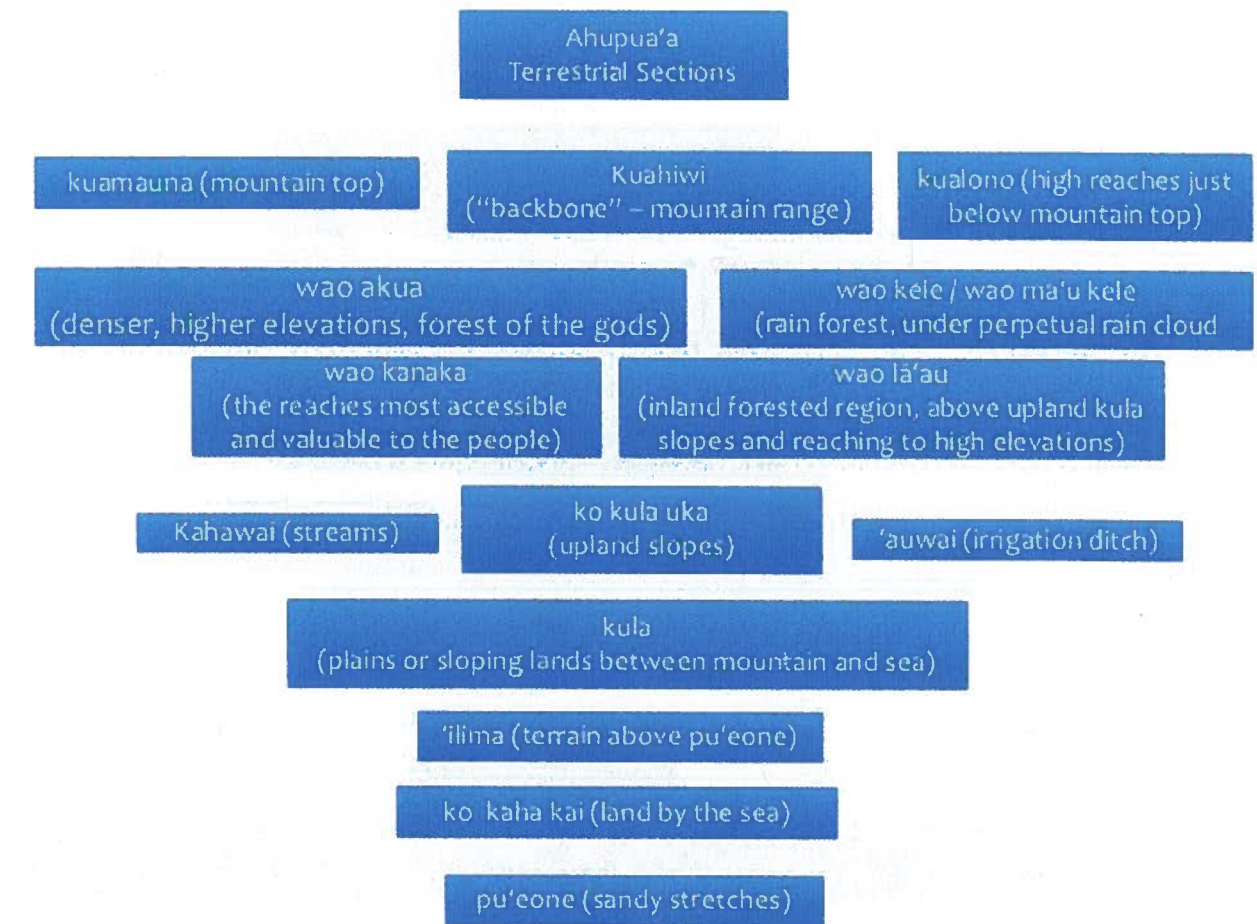 Ahupua‘a
Terrestrial Sections
kuamauna (mountain top)
Kuahiwi
(“backbone” – mountain range)
kualono (high reaches just
below mountain top)
wao akua
(denser, higher elevations, forest of the gods)
wao kele / wao ma‘u kele
(rain forest, under perpetual rain cloud
wao kanaka
(the reaches most accessible
and valuable to the people)
wao lā‘au
(inland forested region, above upland kula
slopes and reaching to high elevations)
Kahawai (streams)
ko kula uka
(upland slopes)
‘auwai (irrigation ditch)
kula
(plains or sloping lands between mountain and sea)
‘ilima (terrain above pu‘eone)
ko kaha kai (land by the sea)
pu‘eone (sandy stretches)